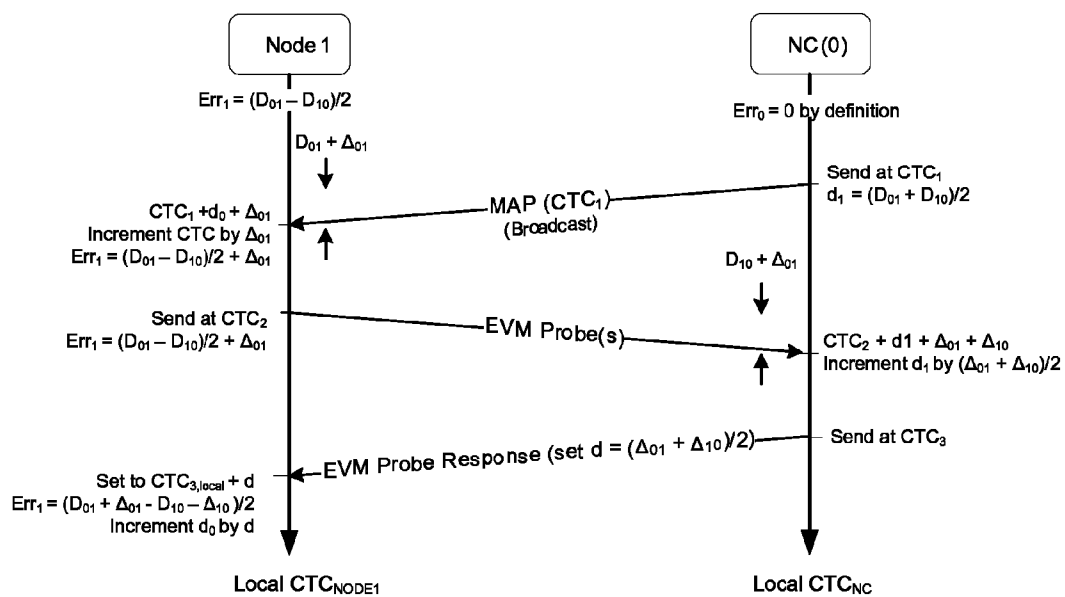 Node 1
NC(0)
Err₁ = (D₀₁ – D₁₀)/2
Err₀ = 0 by definition
D₀₁ + Δ₀₁
Send at CTC₁
d₁ = (D₀₁ + D₁₀)/2
MAP (CTC₁)
(Broadcast)
CTC₁ +d₀ + Δ₀₁
Increment CTC by Δ₀₁
Err₁ = (D₀₁ – D₁₀)/2 + Δ₀₁
D₁₀ + Δ₀₁
Send at CTC₂
Err₁ = (D₀₁ – D₁₀)/2 + Δ₀₁
EVM Probe(s)
CTC₂ + d1 + Δ₀₁ + Δ₁₀
Increment d₁ by (Δ₀₁ + Δ₁₀)/2
Send at CTC₃
EVM Probe Response (set d = (Δ₀₁ + Δ₁₀)/2)
Set to CTC₃,local + d
Err₁ = (D₀₁ + Δ₀₁ - D₁₀ – Δ₁₀)/2
Increment d₀ by d
Local CTC_NODE1
Local CTC_NC